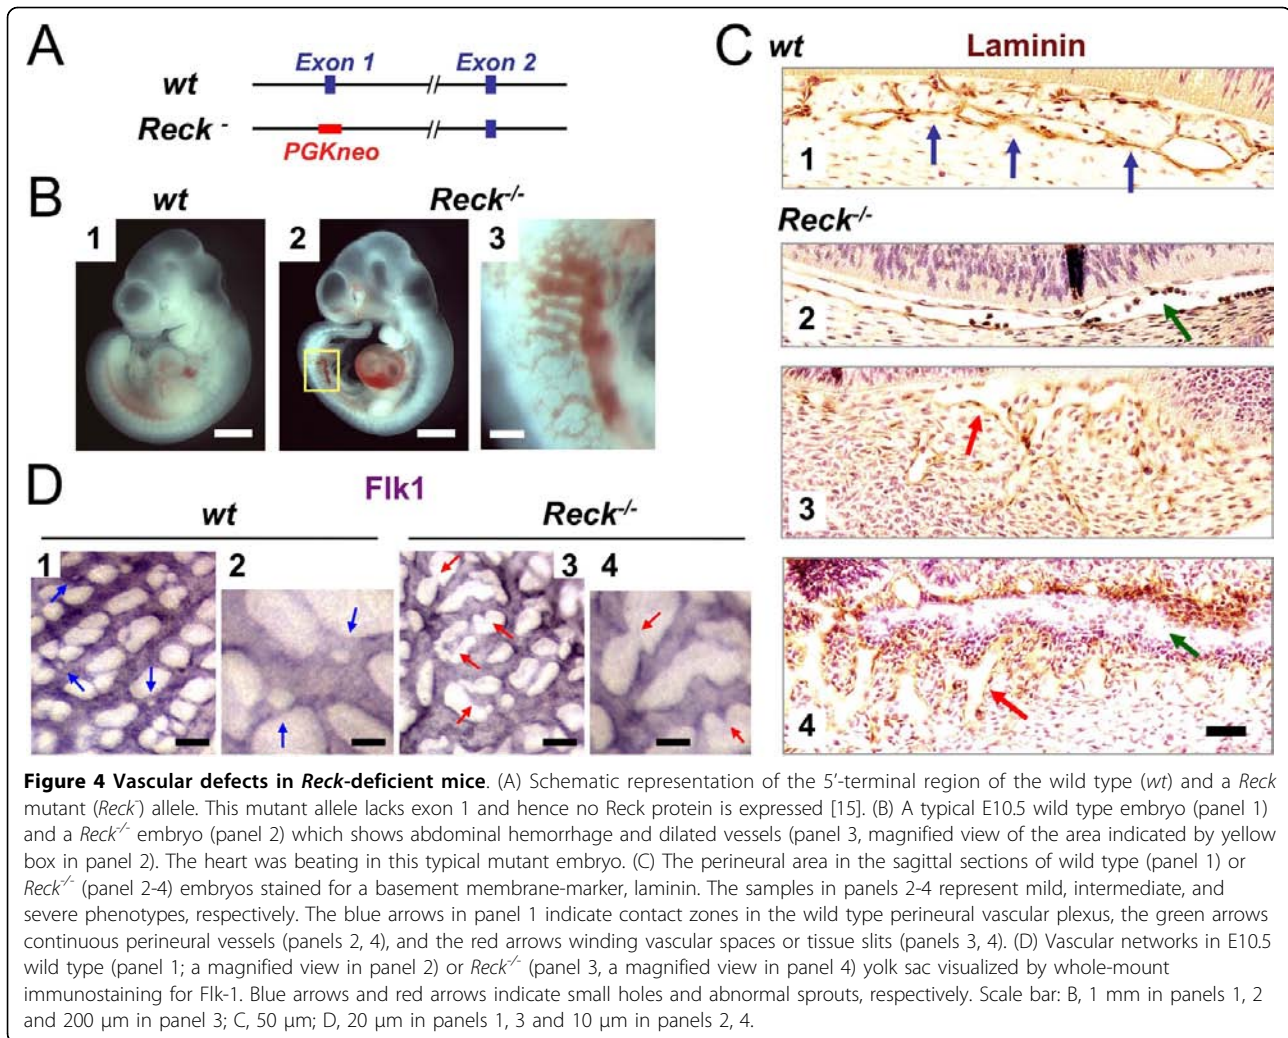 A
wt
Exon 1
Exon 2
//
Reck -
//
PGKneo
B
wt
Reck-/-
1
2
3
C
wt
Laminin
1
Reck-/-
2
3
4
D
Flk1
wt
Reck-/-
1
2
3
4
Figure 4 Vascular defects in Reck-deficient mice. (A) Schematic representation of the 5′-terminal region of the wild type (wt) and a Reck
mutant (Reck-) allele. This mutant allele lacks exon 1 and hence no Reck protein is expressed [15]. (B) A typical E10.5 wild type embryo (panel 1)
and a Reck-/- embryo (panel 2) which shows abdominal hemorrhage and dilated vessels (panel 3, magnified view of the area indicated by yellow
box in panel 2). The heart was beating in this typical mutant embryo. (C) The perineural area in the sagittal sections of wild type (panel 1) or
Reck-/- (panel 2-4) embryos stained for a basement membrane-marker, laminin. The samples in panels 2-4 represent mild, intermediate, and
severe phenotypes, respectively. The blue arrows in panel 1 indicate contact zones in the wild type perineural vascular plexus, the green arrows
continuous perineural vessels (panels 2, 4), and the red arrows winding vascular spaces or tissue slits (panels 3, 4). (D) Vascular networks in E10.5
wild type (panel 1; a magnified view in panel 2) or Reck-/- (panel 3, a magnified view in panel 4) yolk sac visualized by whole-mount
immunostaining for Flk-1. Blue arrows and red arrows indicate small holes and abnormal sprouts, respectively. Scale bar: B, 1 mm in panels 1, 2
and 200 μm in panel 3; C, 50 μm; D, 20 μm in panels 1, 3 and 10 μm in panels 2, 4.